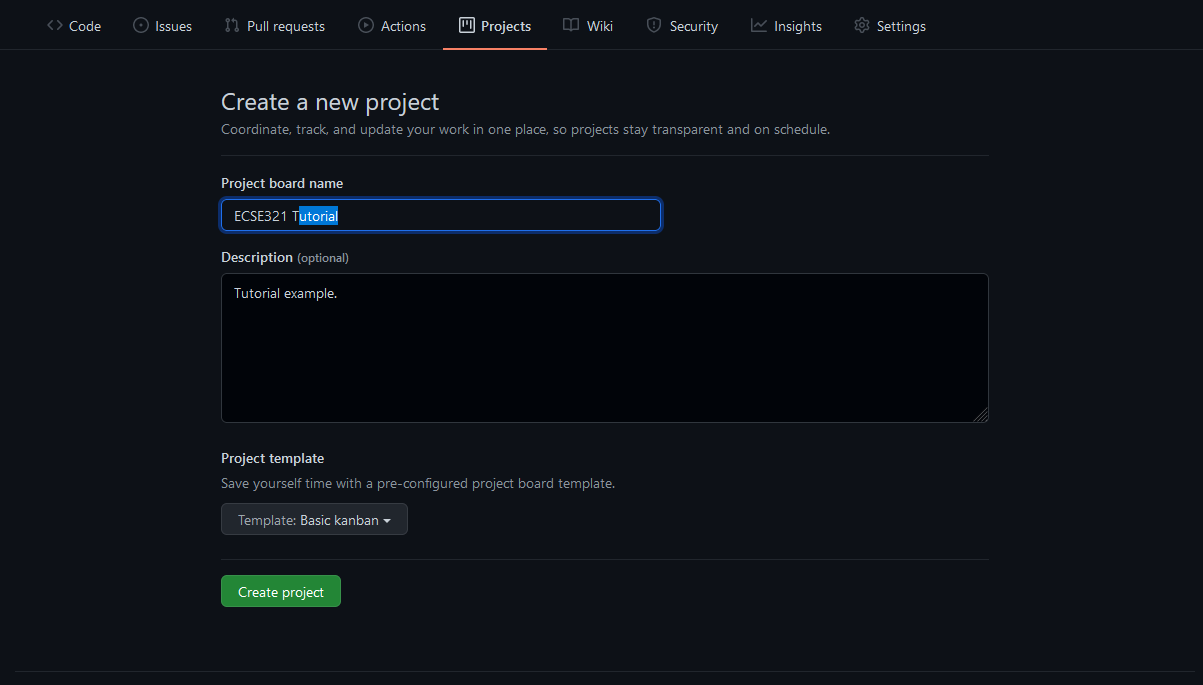 Code Issues Pull requests Actions Projects Wiki Security Insights Settings
Create a new project
Coordinate, track, and update your work in one place, so projects stay transparent and on schedule.
Project board name
ECSE321 Tutorial
Description (optional)
Tutorial example.
Project template
Save yourself time with a pre-configured project board template.
Template: Basic kanban
Create project